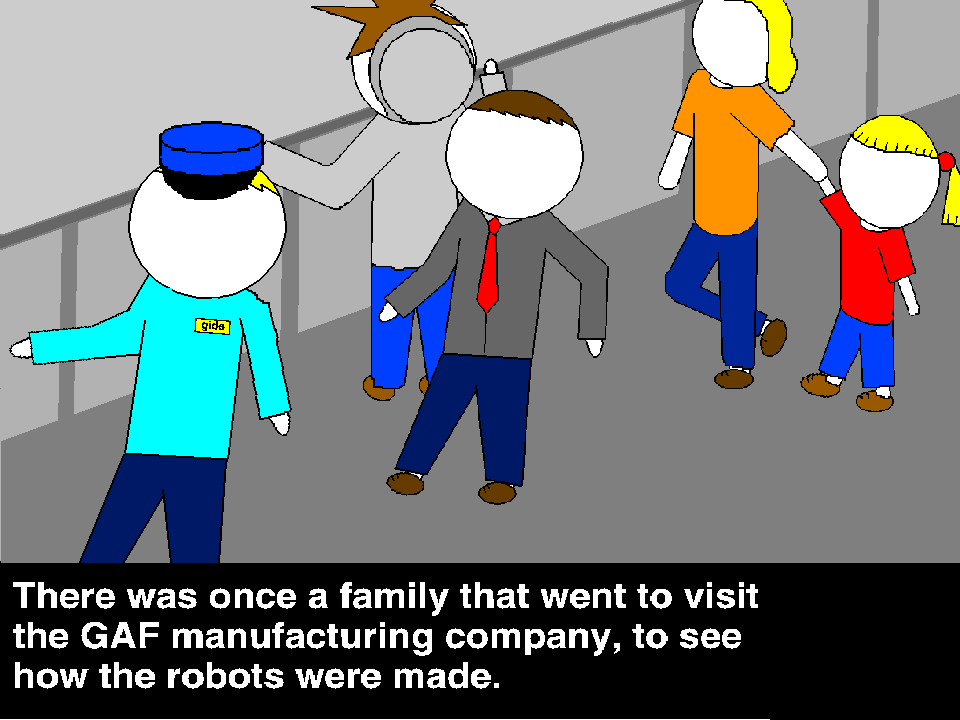 gide
There was once a family that went to visit
the GAF manufacturing company, to see
how the robots were made.